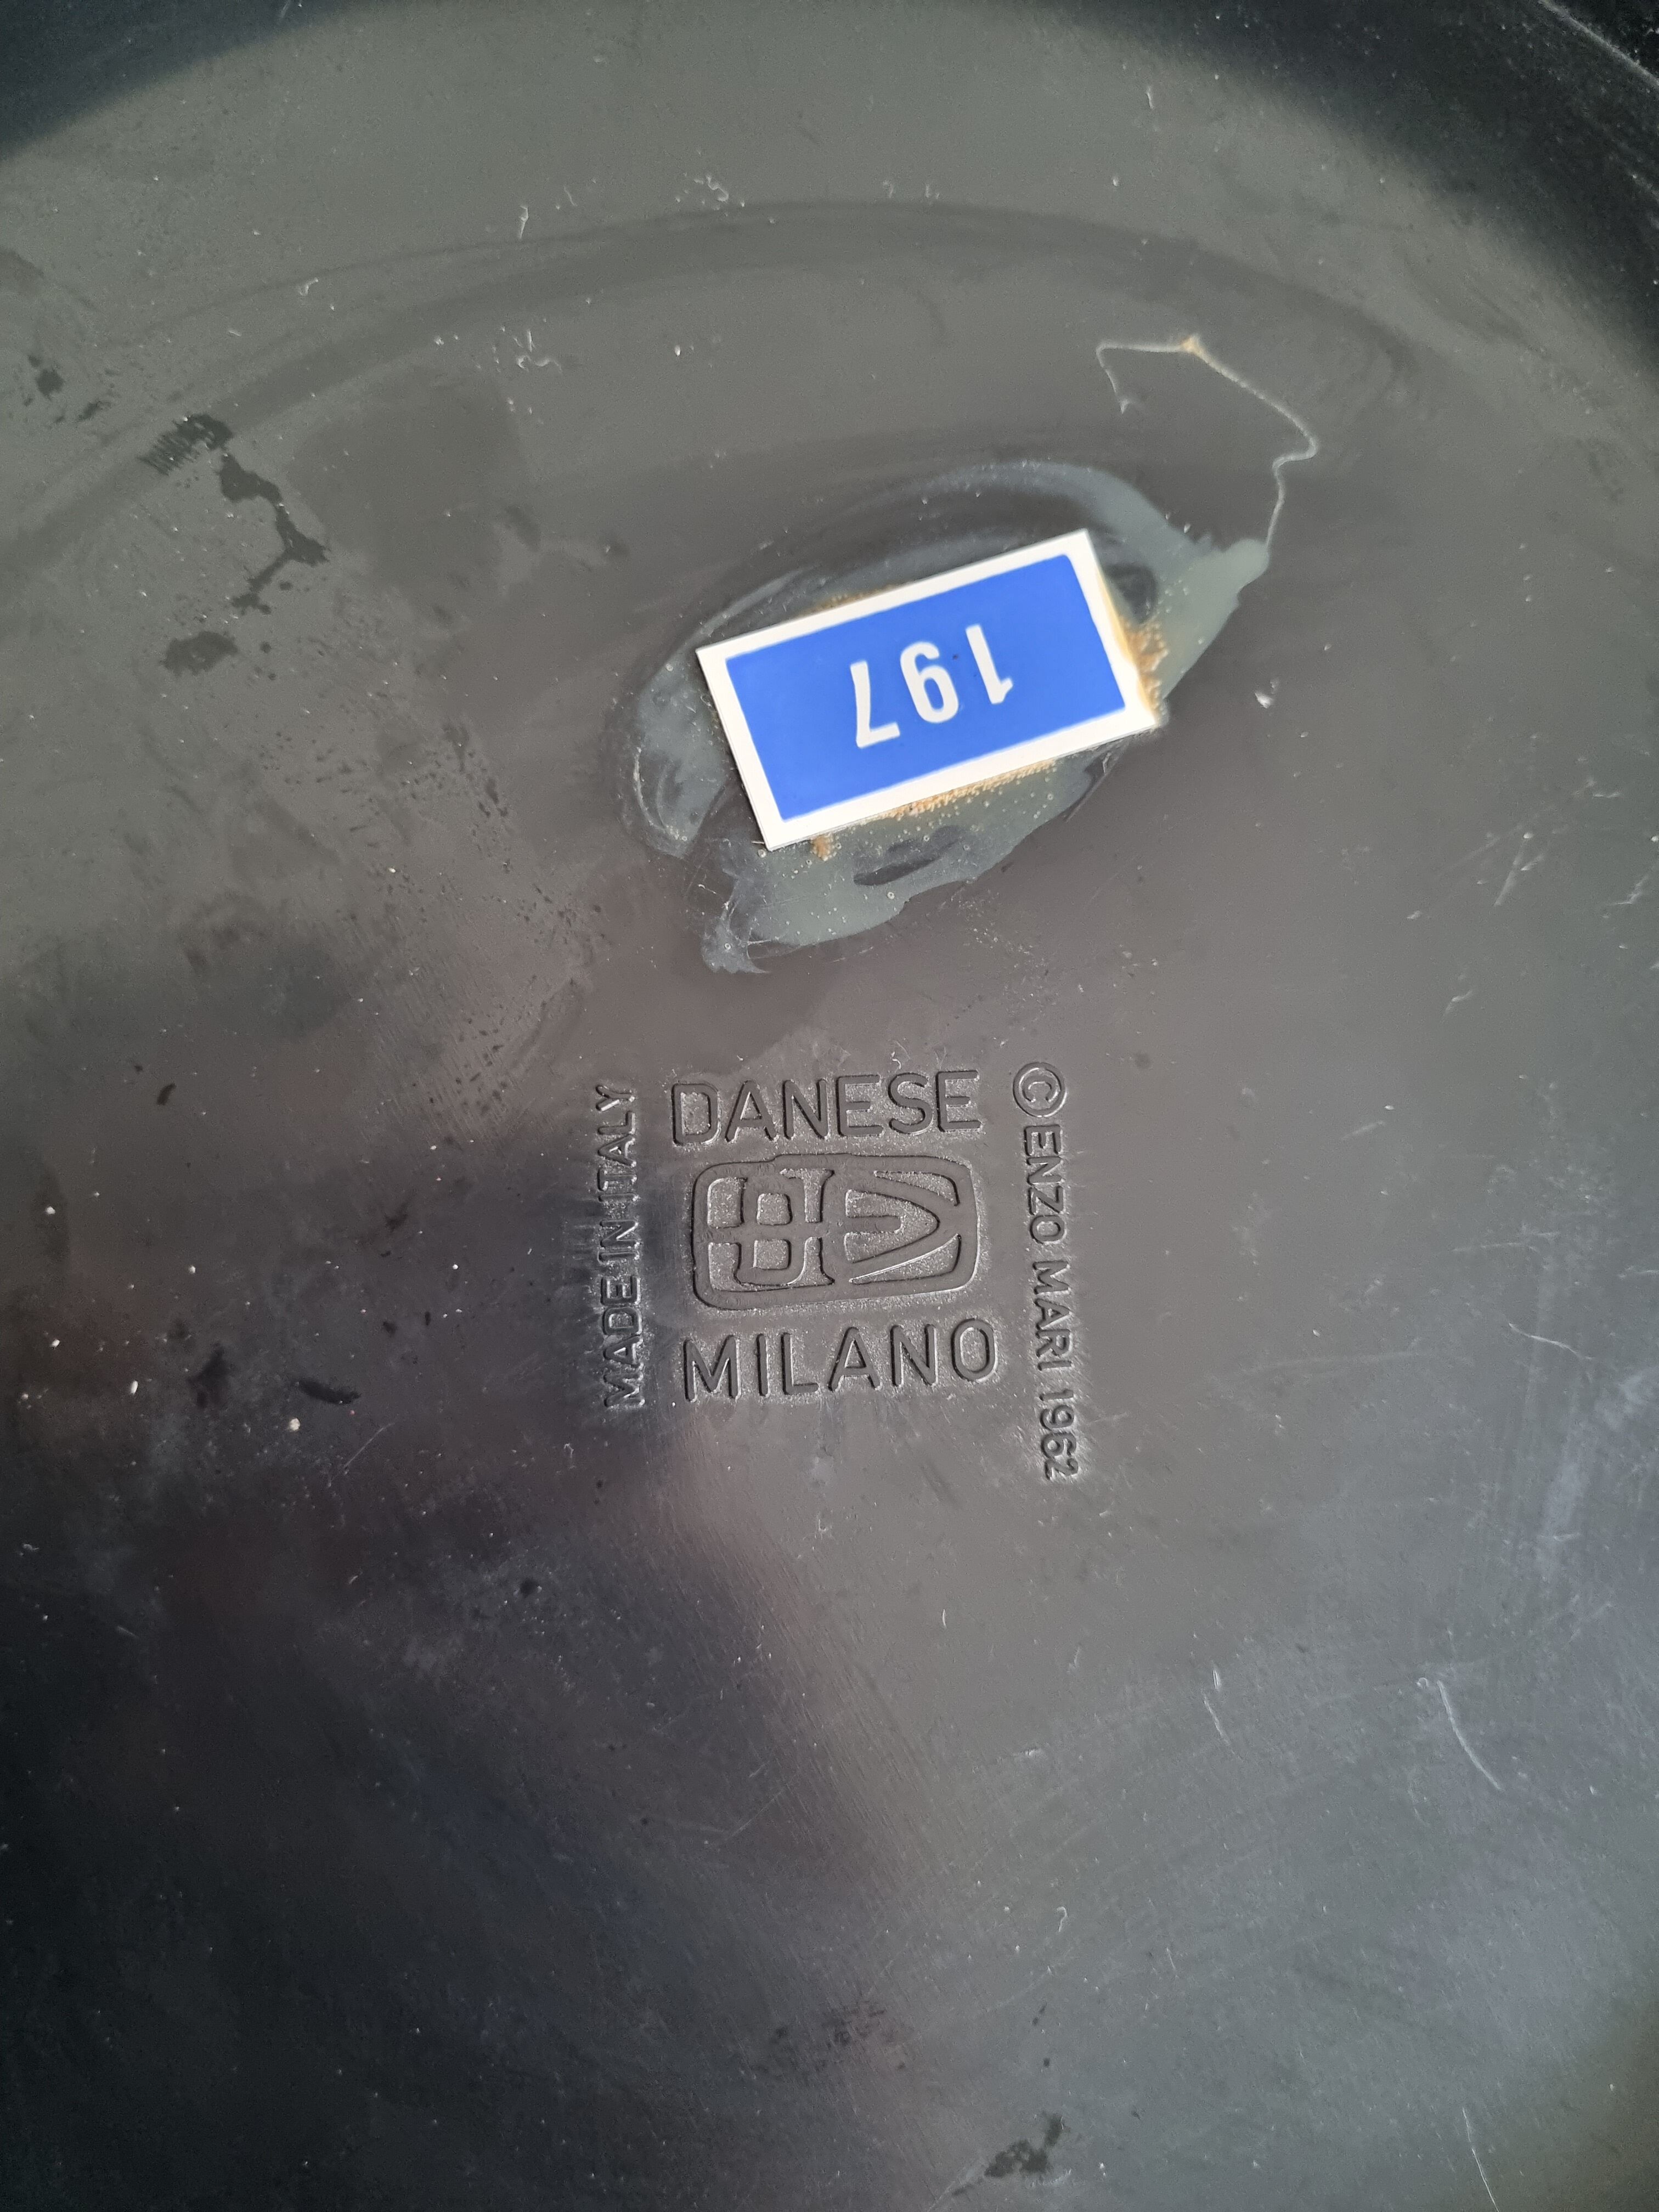 197
DANESE
MILANO
MADE IN ITALY
©ENZO MARI 1962